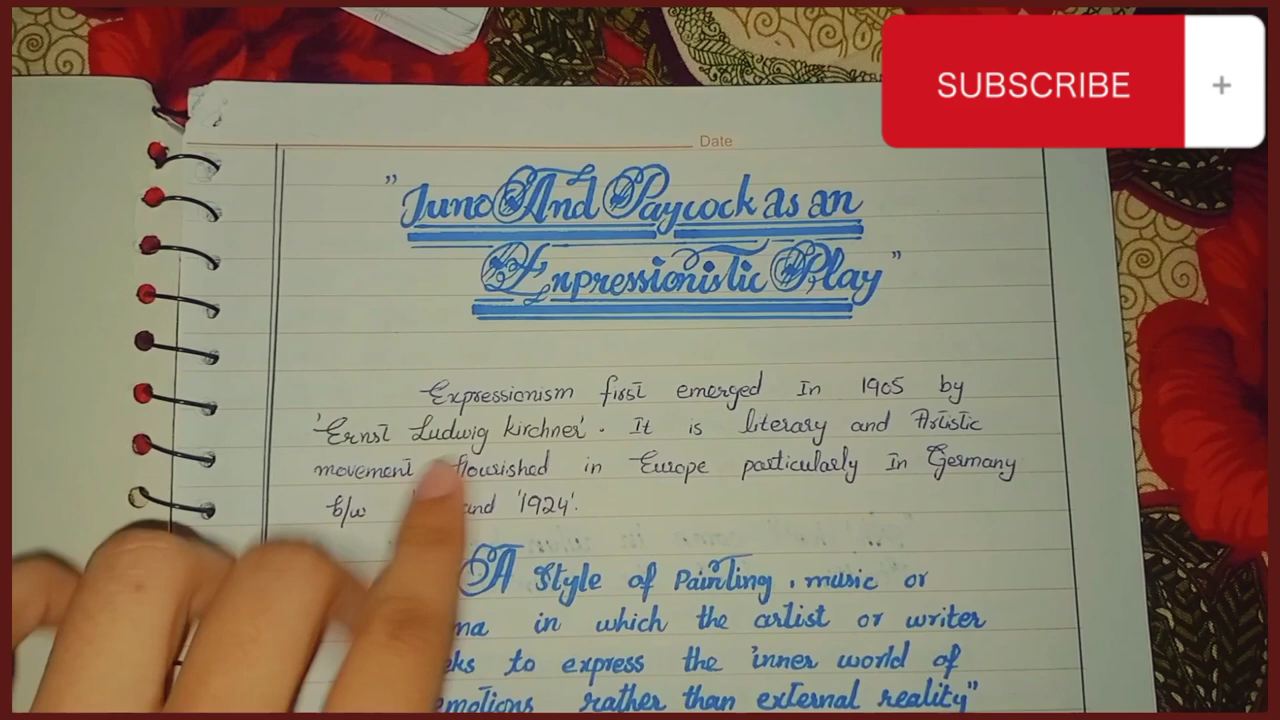 SUBSCRIBE +
Date
"Juno And Paycock as an
Expressionistic Play"
Expressionism first emerged In 1905 by
'Ernst Ludwig Kirchner'. It is literary and Artistic
movement flourished in Europe particularly In Germany
b/w and '1924'.
"A Style of Painting, music or
in which the artist or writer
to express the inner world of
emotions rather than external reality"